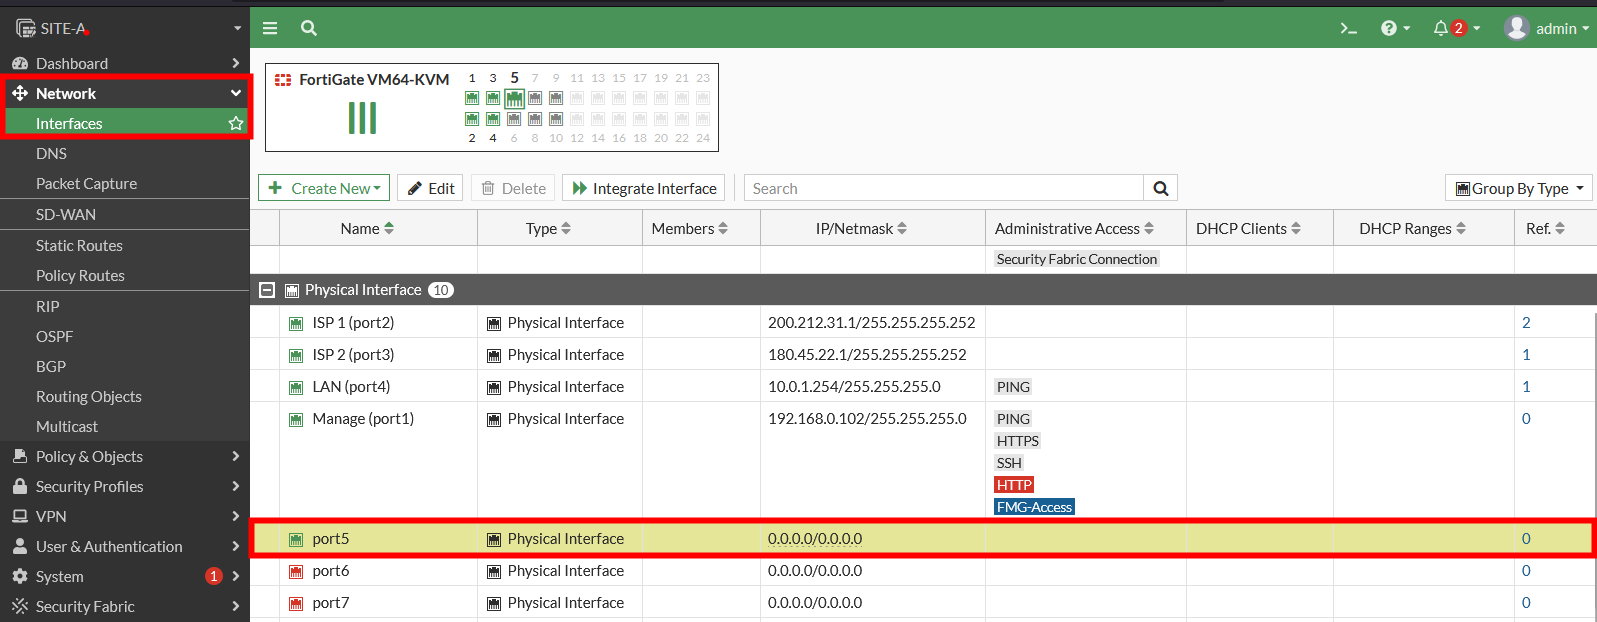 SITE-A
2
admin
Dashboard
Network
Interfaces
DNS
Packet Capture
SD-WAN
Static Routes
Policy Routes
RIP
OSPF
BGP
Routing Objects
Multicast
Policy & Objects
Security Profiles
VPN
User & Authentication
System 1
Security Fabric
FortiGate VM64-KVM
1 3 5 7 9 11 13 15 17 19 21 23
2 4 6 8 10 12 14 16 18 20 22 24
Create New Edit Delete Integrate Interface Search Group By Type
Name Type Members IP/Netmask Administrative Access DHCP Clients DHCP Ranges Ref.
Security Fabric Connection
Physical Interface 10
ISP 1 (port2) Physical Interface 200.212.31.1/255.255.255.252 2
ISP 2 (port3) Physical Interface 180.45.22.1/255.255.255.252 1
LAN (port4) Physical Interface 10.0.1.254/255.255.255.0 PING 1
Manage (port1) Physical Interface 192.168.0.102/255.255.255.0 PING 0
HTTPS
SSH
HTTP
FMG-Access
port5 Physical Interface 0.0.0.0/0.0.0.0 0
port6 Physical Interface 0.0.0.0/0.0.0.0 0
port7 Physical Interface 0.0.0.0/0.0.0.0 0